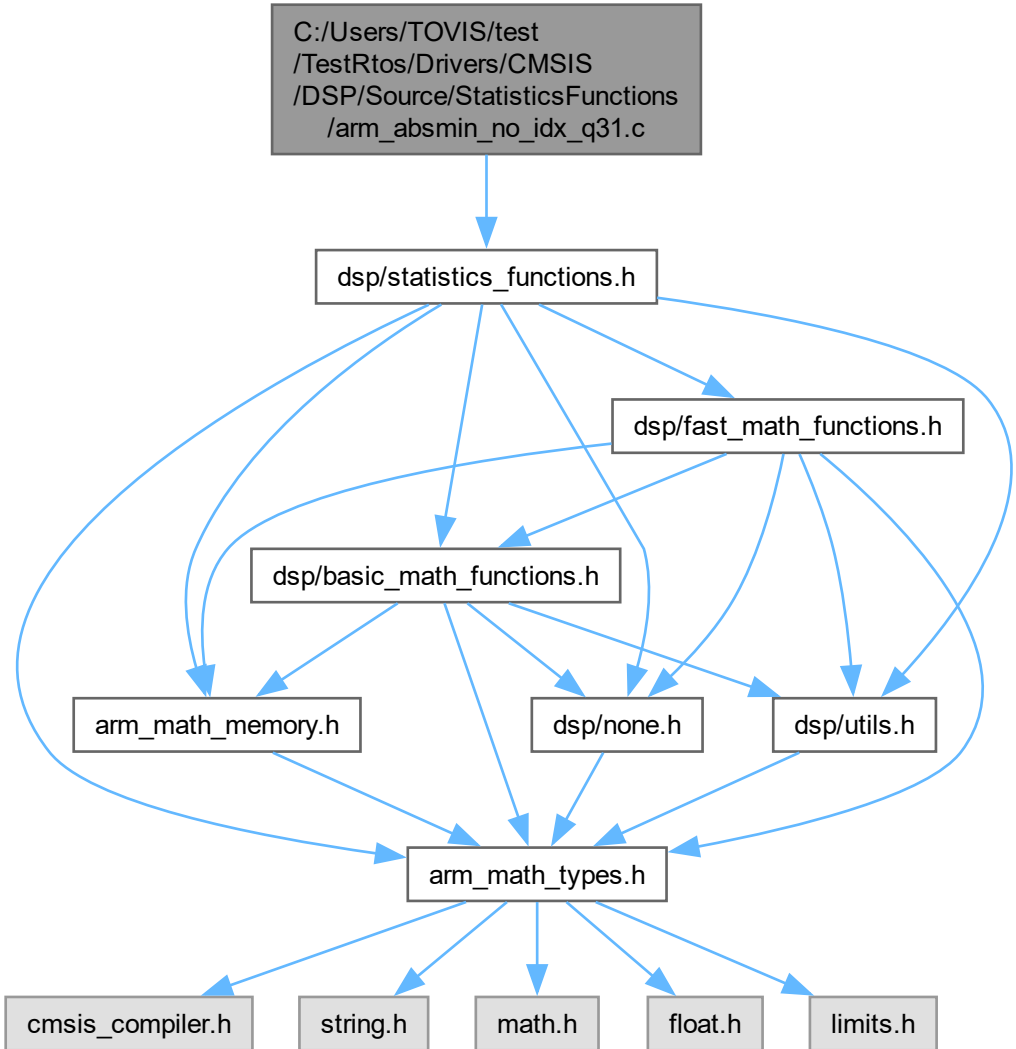 C:/Users/TOVIS/test
/TestRtos/Drivers/CMSIS
/DSP/Source/StatisticsFunctions
/arm_absmin_no_idx_q31.c
dsp/statistics_functions.h
dsp/fast_math_functions.h
dsp/basic_math_functions.h
arm_math_memory.h
dsp/none.h
dsp/utils.h
arm_math_types.h
cmsis_compiler.h
string.h
math.h
float.h
limits.h